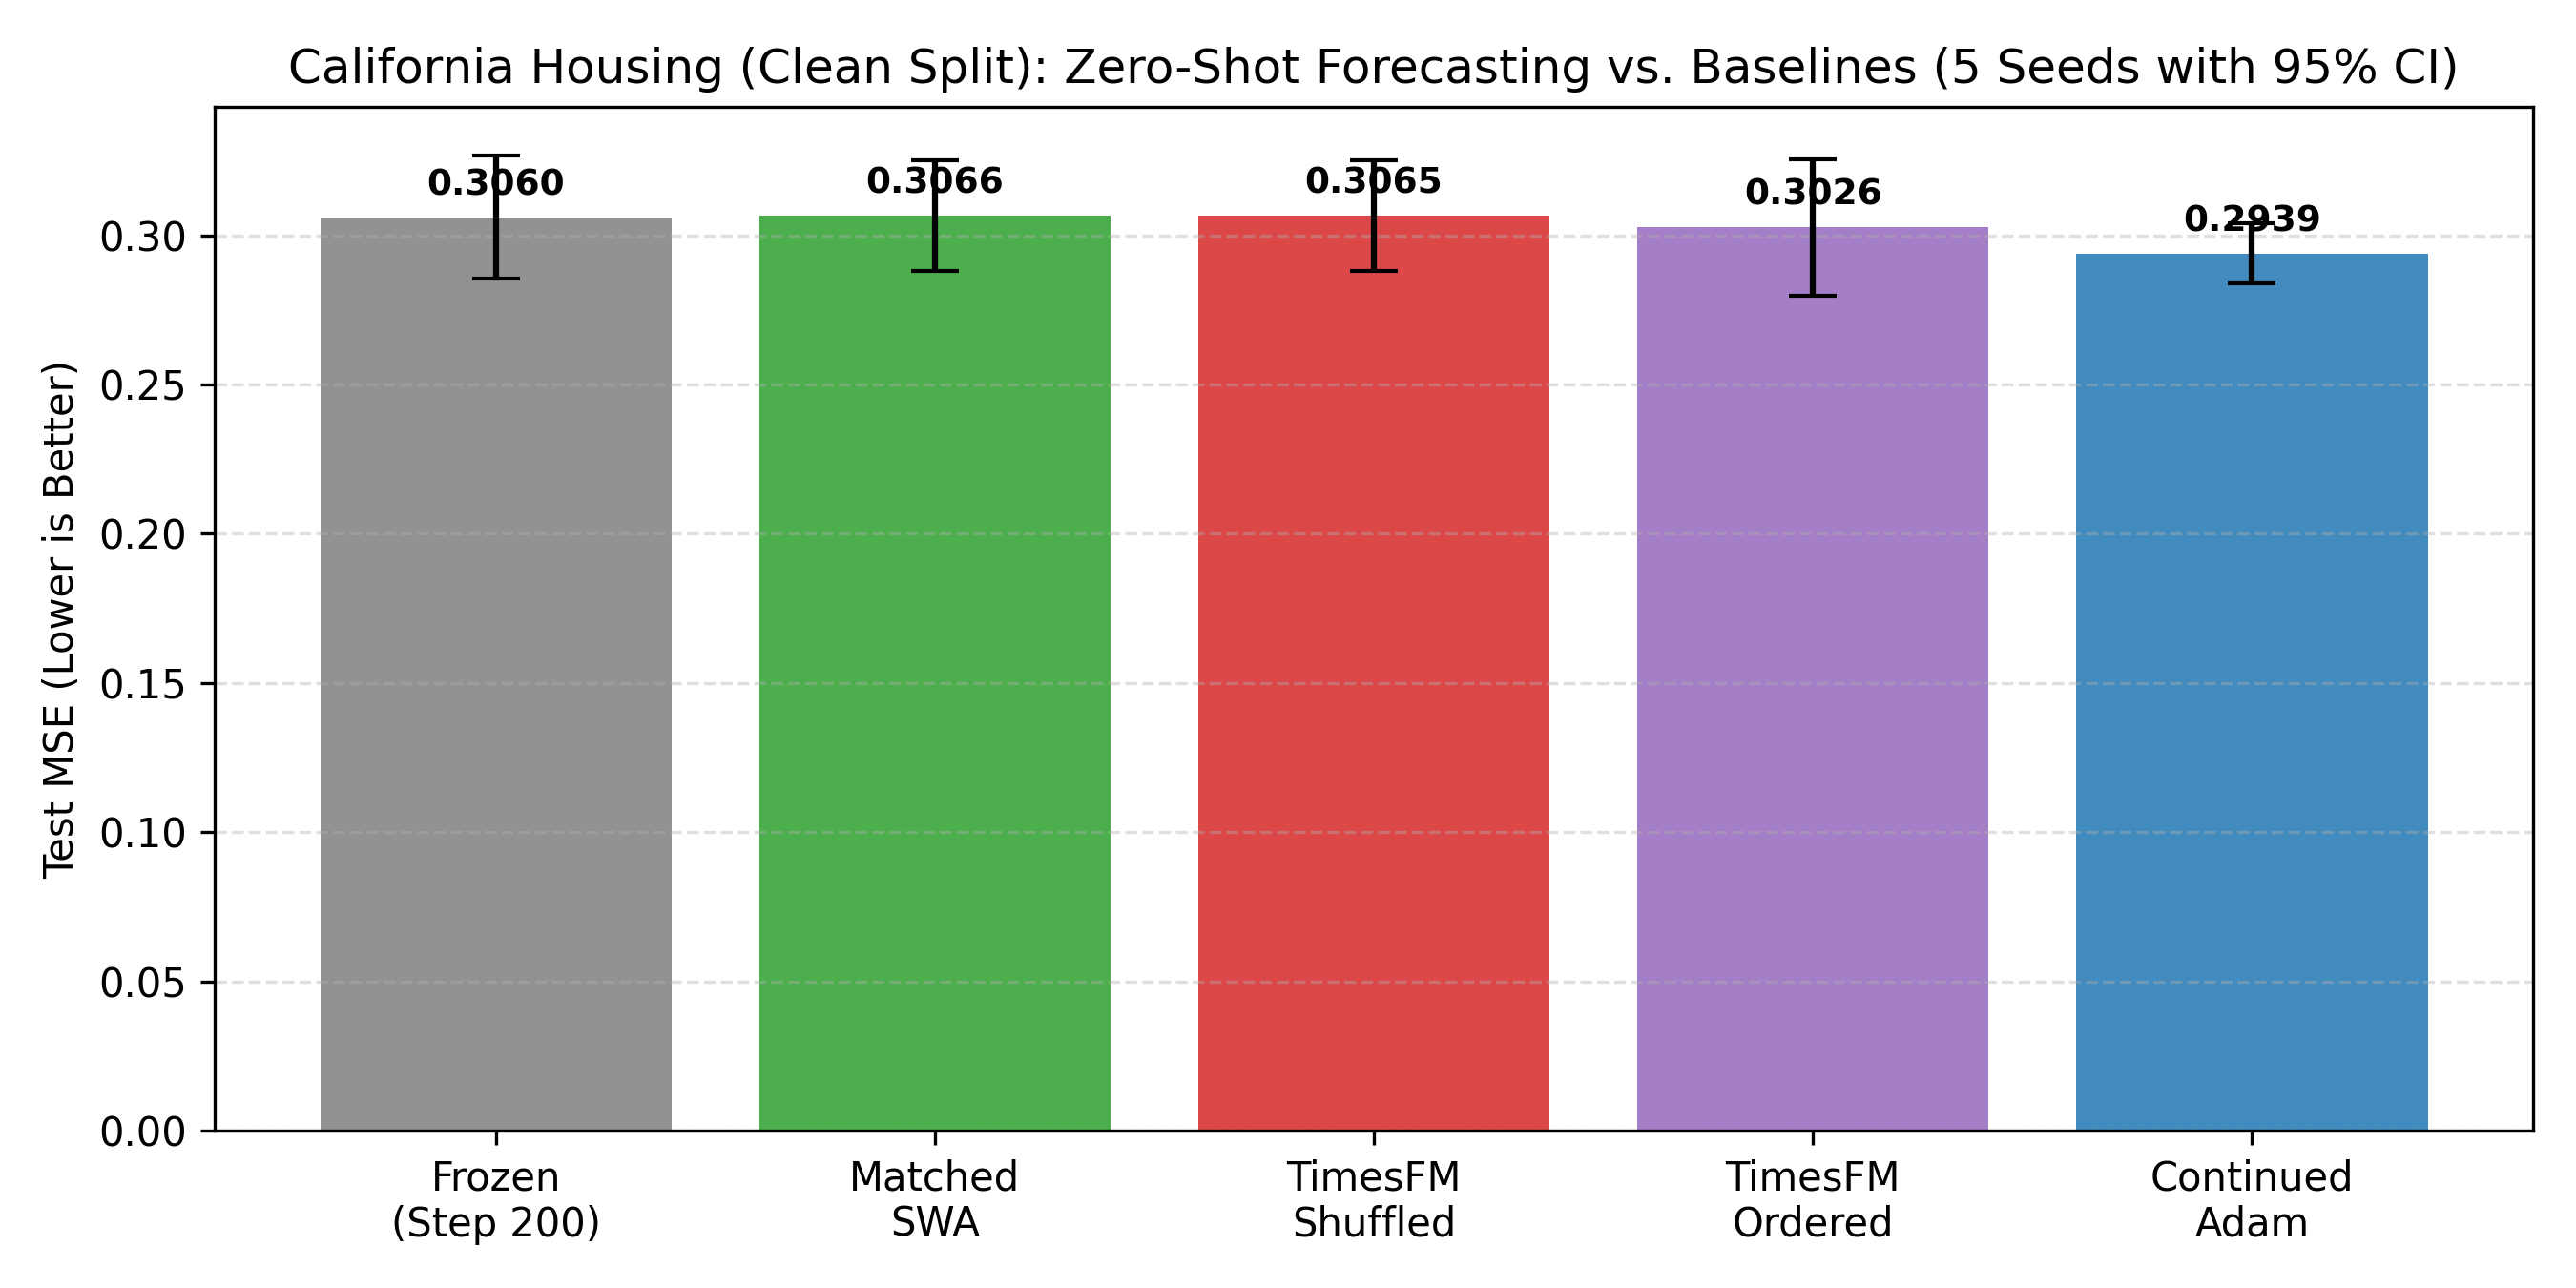 California Housing (Clean Split): Zero-Shot Forecasting vs. Baselines (5 Seeds with 95% CI)
Test MSE (Lower is Better)
0.30
0.25
0.20
0.15
0.10
0.05
0.00
0.3060
0.3066
0.3065
0.3026
0.2939
Frozen
(Step 200)
Matched
SWA
TimesFM
Shuffled
TimesFM
Ordered
Continued
Adam